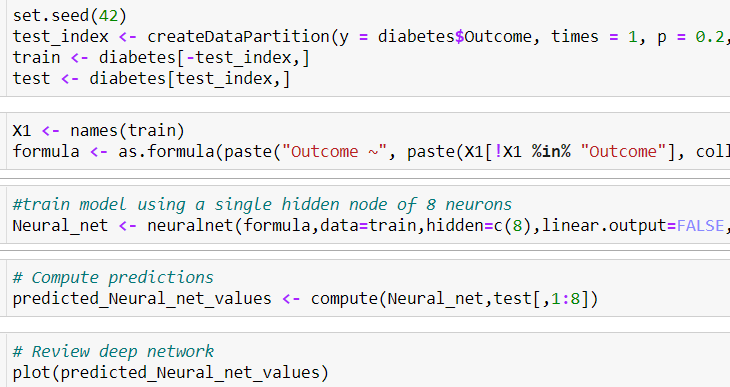 set.seed(42)
test_index <- createDataPartition(y = diabetes$Outcome, times = 1, p = 0.2,
train <- diabetes[-test_index,]
test <- diabetes[test_index,]
X1 <- names(train)
formula <- as.formula(paste("Outcome ~", paste(X1[!X1 %in% "Outcome"], coll
#train model using a single hidden node of 8 neurons
Neural_net <- neuralnet(formula,data=train,hidden=c(8),linear.output=FALSE,
# Compute predictions
predicted_Neural_net_values <- compute(Neural_net,test[,1:8])
# Review deep network
plot(predicted_Neural_net_values)